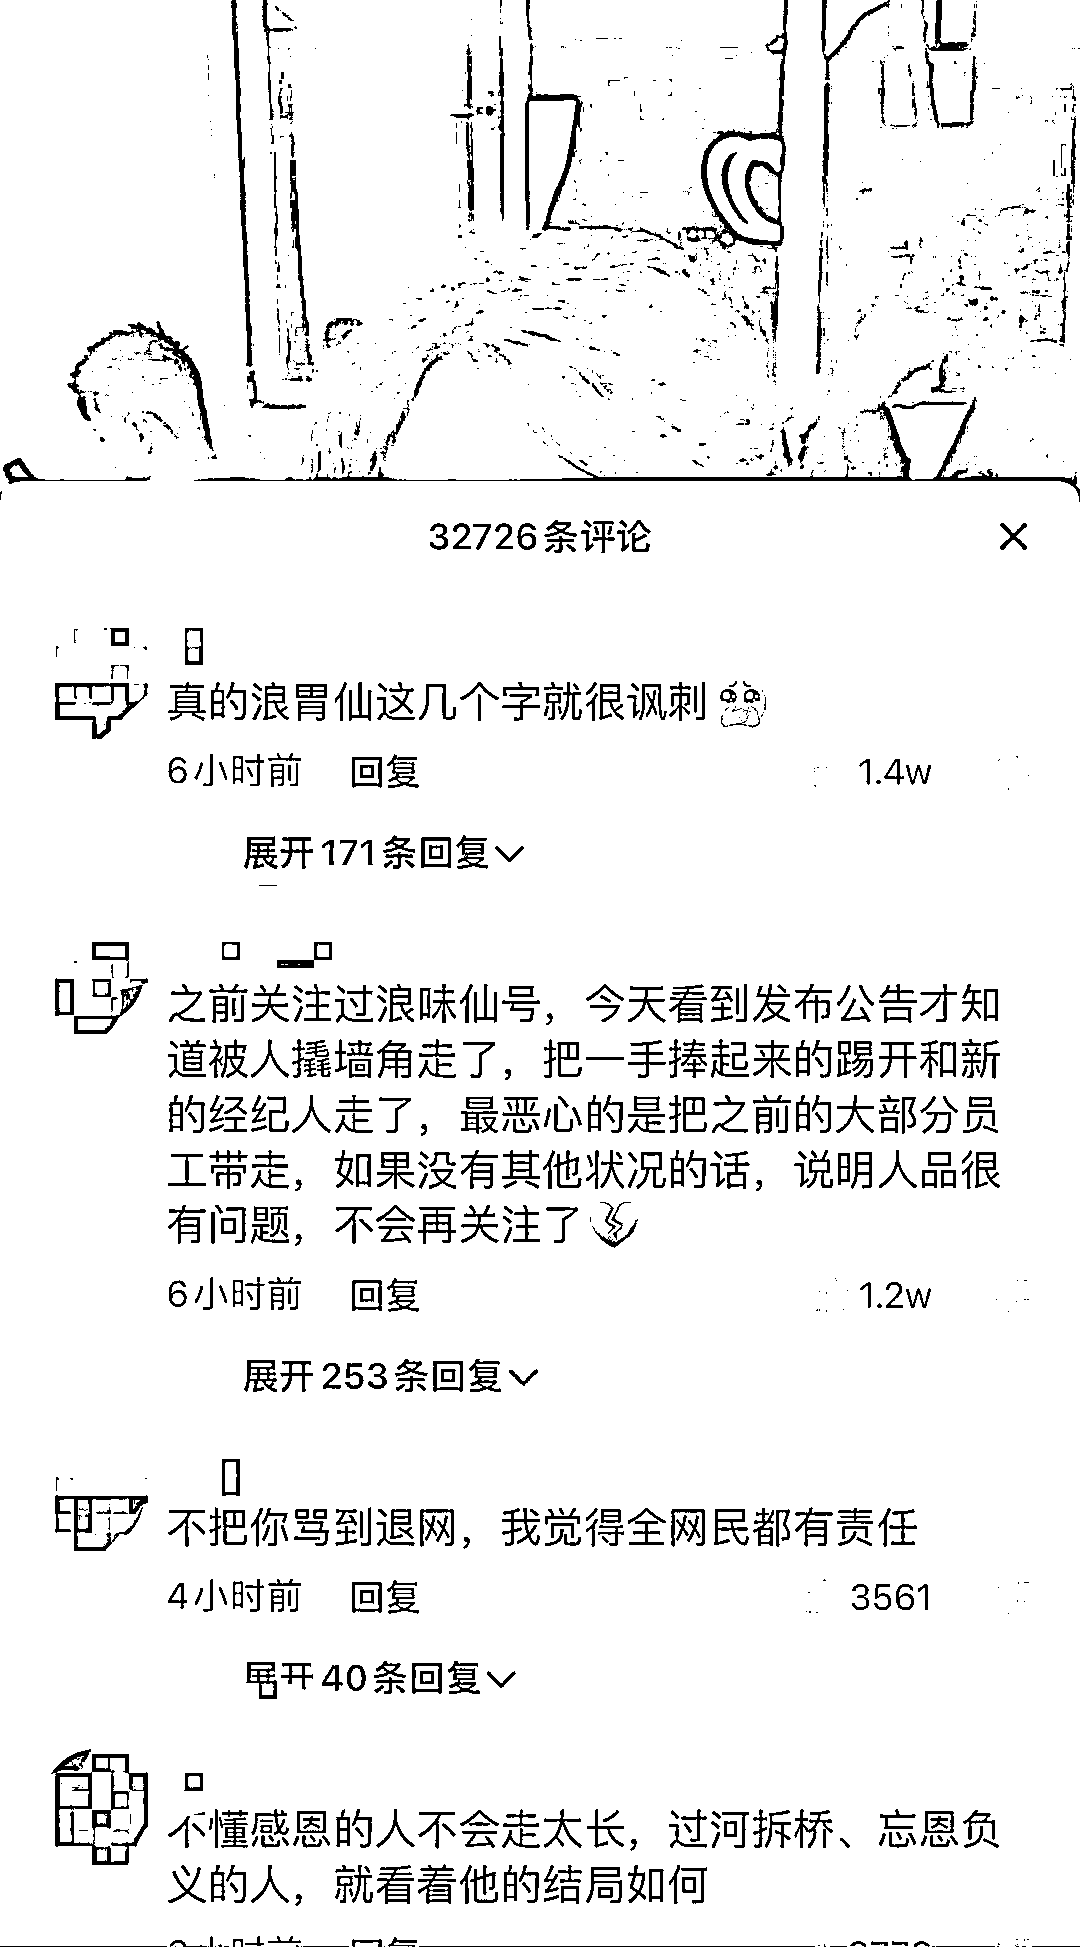 32726条评论
真的浪胃仙这几个字就很讽刺
6小时前 回复 1.4w
展开171条回复
之前关注过浪味仙号，今天看到发布公告才知
道被人撬墙角走了，把一手捧起来的踢开和新
的经纪人走了，最恶心的是把之前的大部分员
工带走，如果没有其他状况的话，说明人品很
有问题，不会再关注了
6小时前 回复 1.2w
展开253条回复
不把你骂到退网，我觉得全网民都有责任
4小时前 回复 3561
展开40条回复
不懂感恩的人不会走太长，过河拆桥、忘恩负
义的人，就看着他的结局如何
小时前 回复